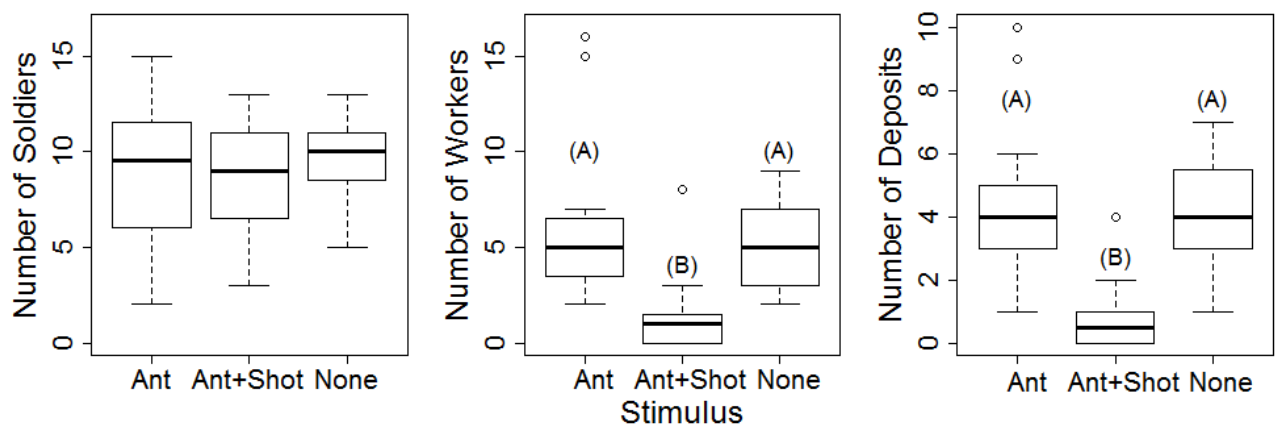 Number of Soldiers
15
10
5
0
Ant Ant+Shot None
Number of Workers
15
10
5
0
(A) (B) (A)
Ant Ant+Shot None
Stimulus
Number of Deposits
10
8
6
4
2
0
(A) (B) (A)
Ant Ant+Shot None